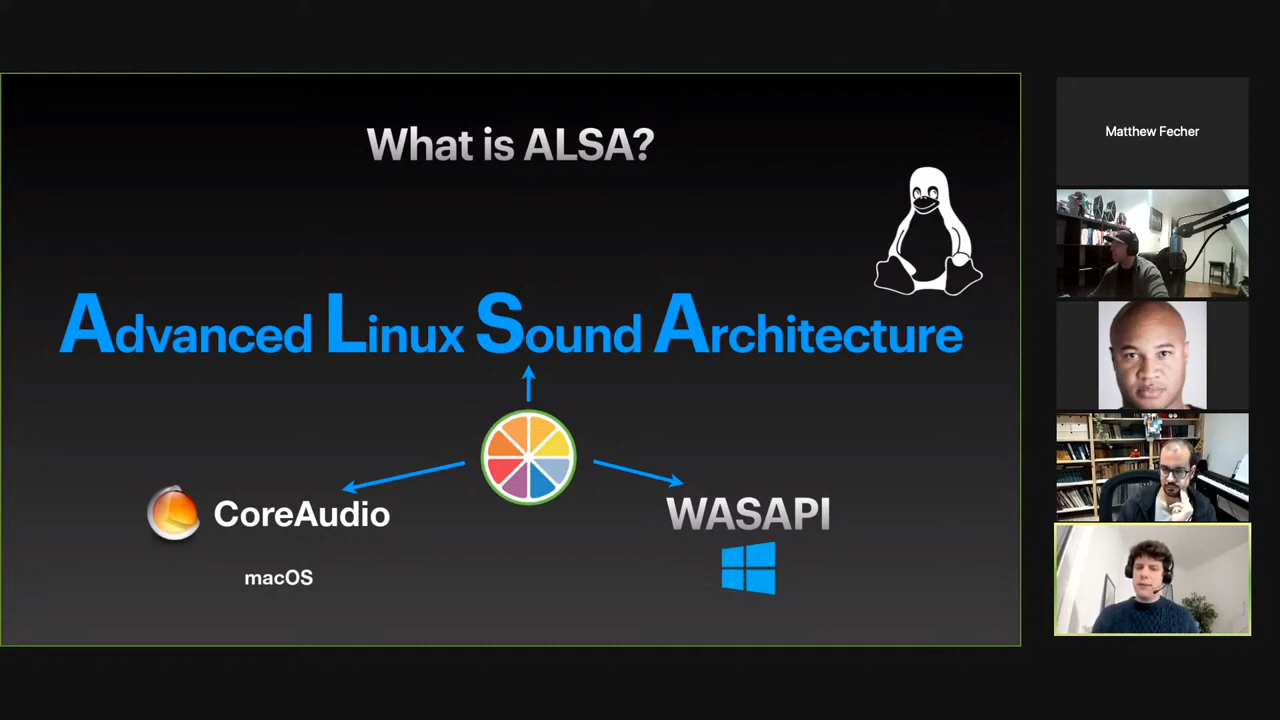 What is ALSA?
Advanced Linux Sound Architecture
CoreAudio
WASAPI
macOS
Matthew Fecher